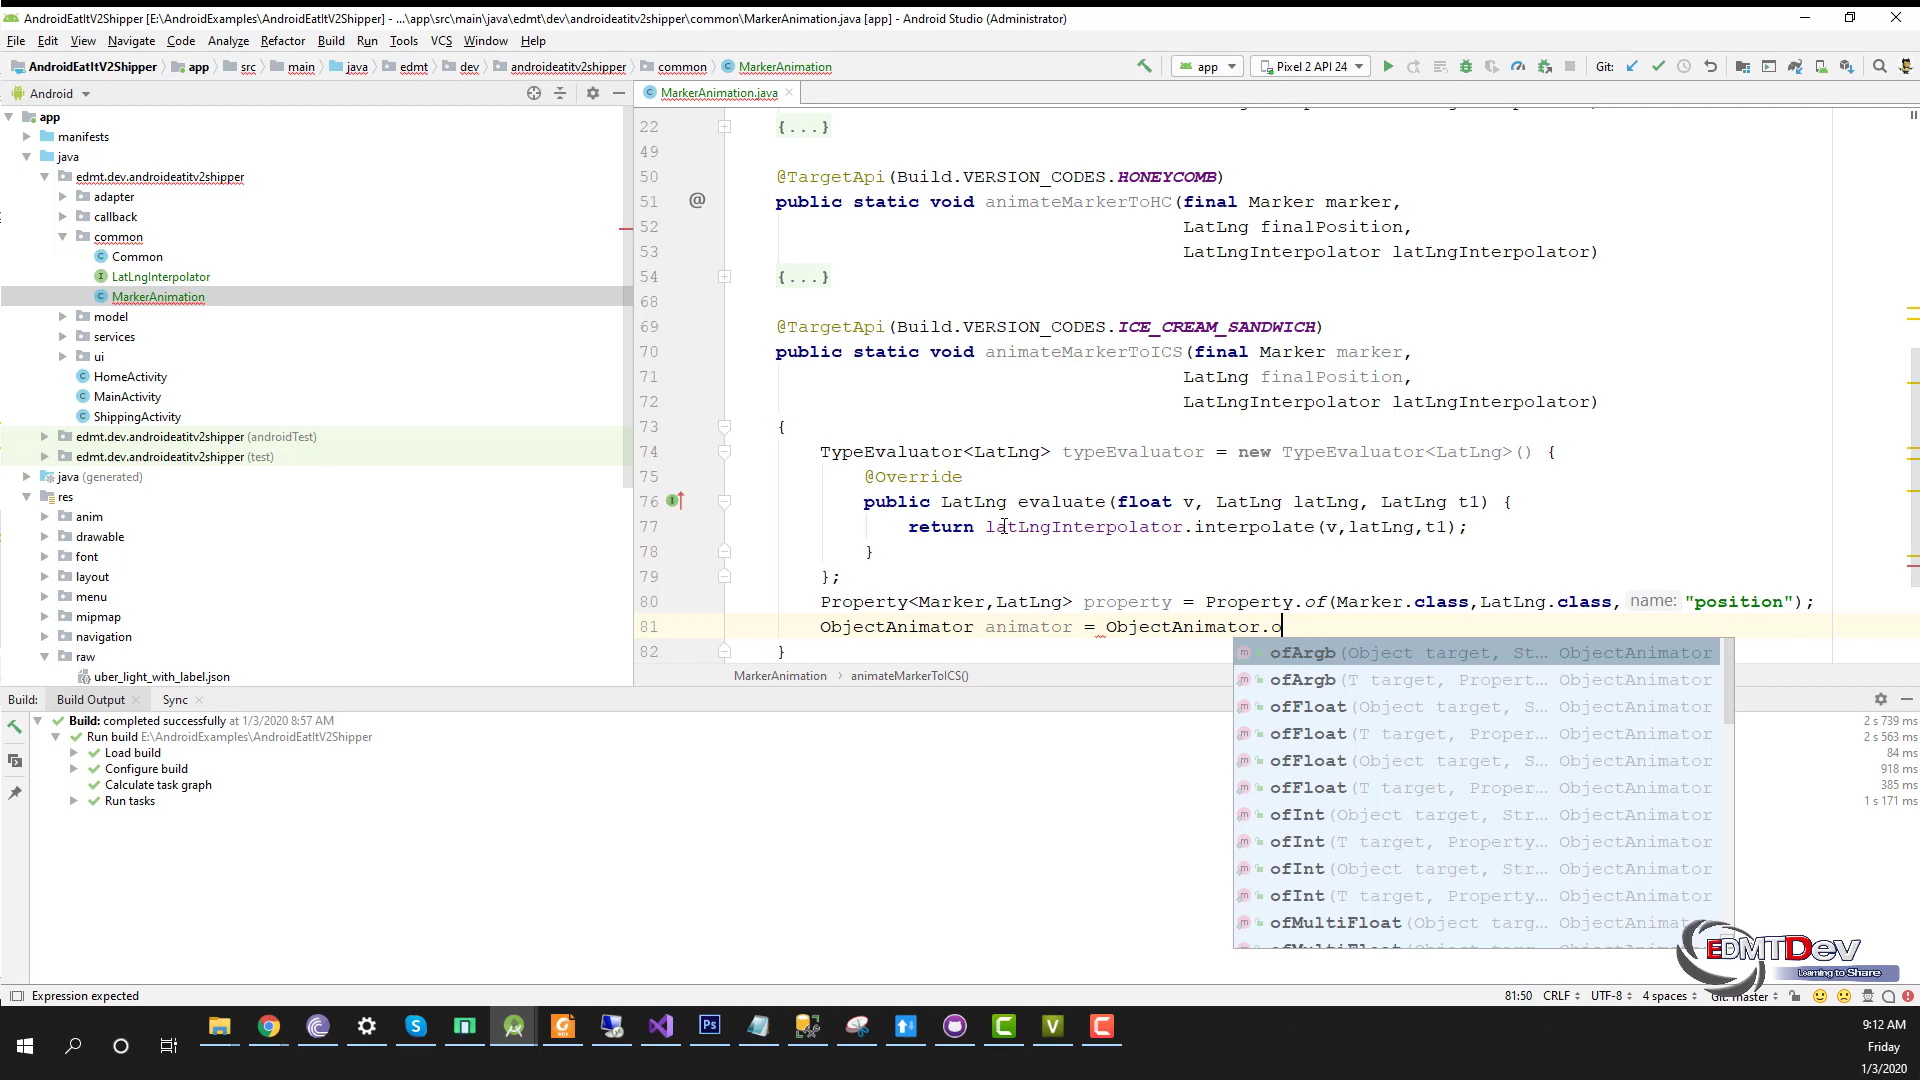 AndroidEatItV2Shipper [E:\AndroidExamples\AndroidEatItV2Shipper] - ...\app\src\main\java\edmt\dev\androideatitv2shipper\common\MarkerAnimation.java [app] - Android Studio (Administrator)
File Edit View Navigate Code Analyze Refactor Build Run Tools VCS Window Help
AndroidEatItV2Shipper app src main java edmt dev androideatitv2shipper common MarkerAnimation app Pixel 2 API 24 Git:
Android MarkerAnimation.java
app
manifests
java
edmt.dev.androideatitv2shipper
adapter
callback
common
Common
LatLngInterpolator
MarkerAnimation
model
services
ui
HomeActivity
MainActivity
ShippingActivity
edmt.dev.androideatitv2shipper (androidTest)
edmt.dev.androideatitv2shipper (test)
java (generated)
res
anim
drawable
font
layout
menu
mipmap
navigation
raw
uber_light_with_label.json
22 {...}
49
50 @TargetApi(Build.VERSION_CODES.HONEYCOMB)
51 @ public static void animateMarkerToHC(final Marker marker,
52 LatLng finalPosition,
53 LatLngInterpolator latLngInterpolator)
54 {...}
68
69 @TargetApi(Build.VERSION_CODES.ICE_CREAM_SANDWICH)
70 public static void animateMarkerToICS(final Marker marker,
71 LatLng finalPosition,
72 LatLngInterpolator latLngInterpolator)
73 {
74 TypeEvaluator<LatLng> typeEvaluator = new TypeEvaluator<LatLng>() {
75 @Override
76 public LatLng evaluate(float v, LatLng latLng, LatLng t1) {
77 return latLngInterpolator.interpolate(v,latLng,t1);
78 }
79 };
80 Property<Marker,LatLng> property = Property.of(Marker.class,LatLng.class, name: "position");
81 ObjectAnimator animator = ObjectAnimator.o
82 }
ofArgb(Object target, St... ObjectAnimator
ofArgb(T target, Propert... ObjectAnimator
ofFloat(Object target, S... ObjectAnimator
ofFloat(T target, Proper... ObjectAnimator
ofFloat(Object target, S... ObjectAnimator
ofFloat(T target, Proper... ObjectAnimator
ofInt(Object target, Str... ObjectAnimator
ofInt(T target, Property... ObjectAnimator
ofInt(Object target, Str... ObjectAnimator
ofInt(T target, Property... ObjectAnimator
ofMultiFloat(Object targ... ObjectAnimator
MarkerAnimation animateMarkerToICS()
Build: Build Output Sync
Build: completed successfully at 1/3/2020 8:57 AM 2 s 739 ms
Run build E:\AndroidExamples\AndroidEatItV2Shipper 2 s 563 ms
Load build 84 ms
Configure build 918 ms
Calculate task graph 385 ms
Run tasks 1 s 171 ms
EDMTDev
Learning to Share
Expression expected 81:50 CRLF UTF-8 4 spaces Git: master
9:12 AM
Friday
1/3/2020